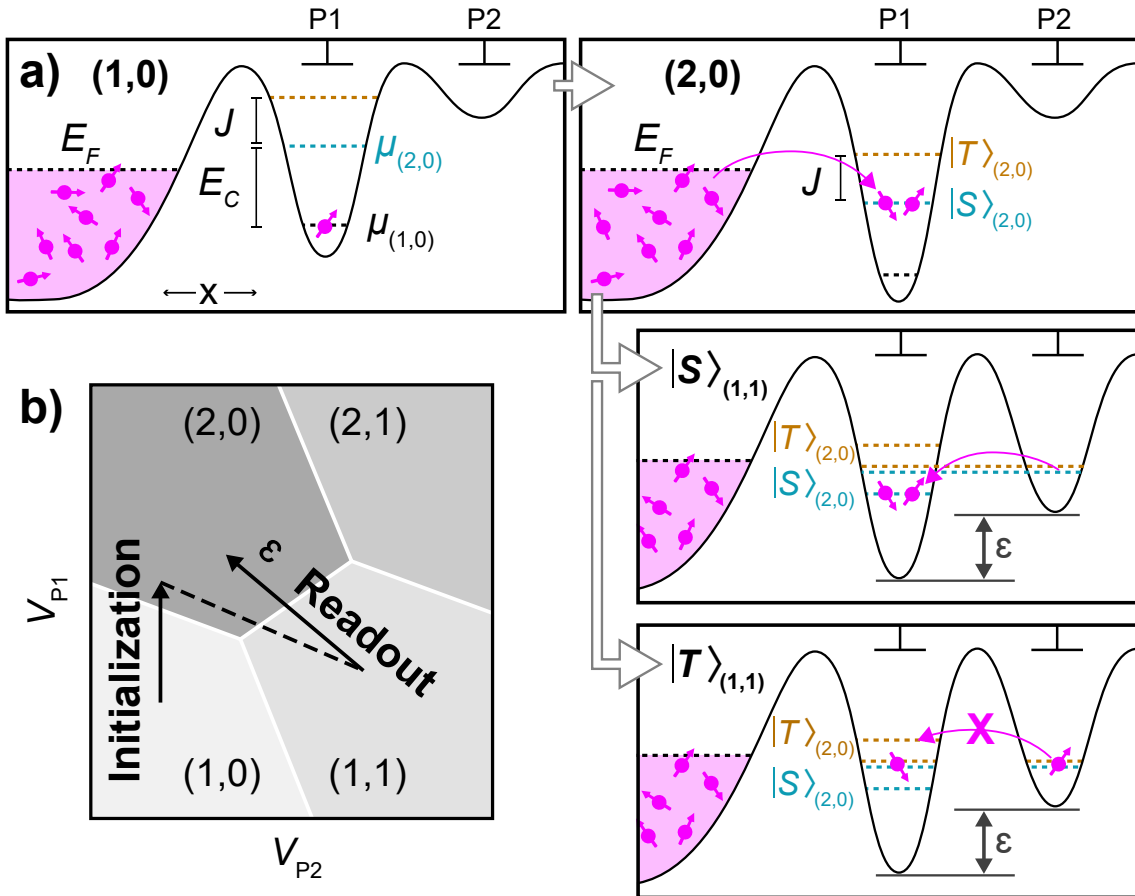 P1 P2 P1 P2
a) (1,0) (2,0)
J
E_F E_C μ_(2,0)
μ_(1,0)
x
E_F J |T⟩_(2,0)
|S⟩_(2,0)
|S⟩_(1,1)
|T⟩_(2,0)
|S⟩_(2,0)
ε
|T⟩_(1,1)
X
|T⟩_(2,0)
|S⟩_(2,0)
ε
b)
(2,0) (2,1)
ε
Readout
Initialization
V_P1
(1,0) (1,1)
V_P2